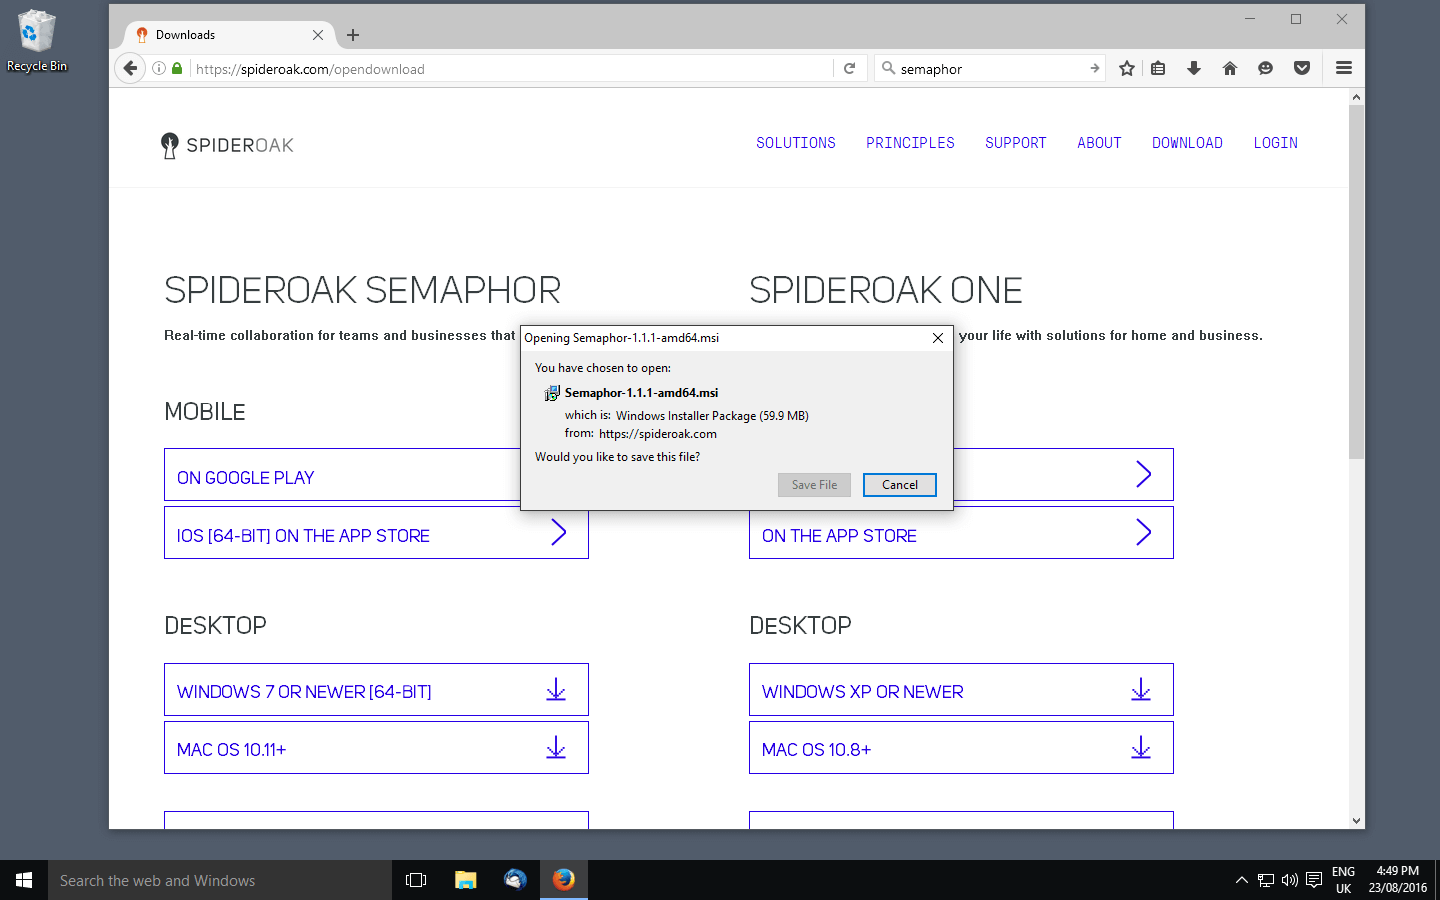 Recycle Bin
Downloads
https://spideroak.com/opendownload
semaphor
SPIDEROAK
SOLUTIONS PRINCIPLES SUPPORT ABOUT DOWNLOAD LOGIN
SPIDEROAK SEMAPHOR
Real-time collaboration for teams and businesses that
MOBILE
ON GOOGLE PLAY
IOS [64-BIT] ON THE APP STORE
DESKTOP
WINDOWS 7 OR NEWER [64-BIT]
MAC OS 10.11+
SPIDEROAK ONE
your life with solutions for home and business.
ON THE APP STORE
DESKTOP
WINDOWS XP OR NEWER
MAC OS 10.8+
Opening Semaphor-1.1.1-amd64.msi
You have chosen to open:
Semaphor-1.1.1-amd64.msi
which is: Windows Installer Package (59.9 MB)
from: https://spideroak.com
Would you like to save this file?
Save File
Cancel
Search the web and Windows
ENG
UK
4:49 PM
23/08/2016